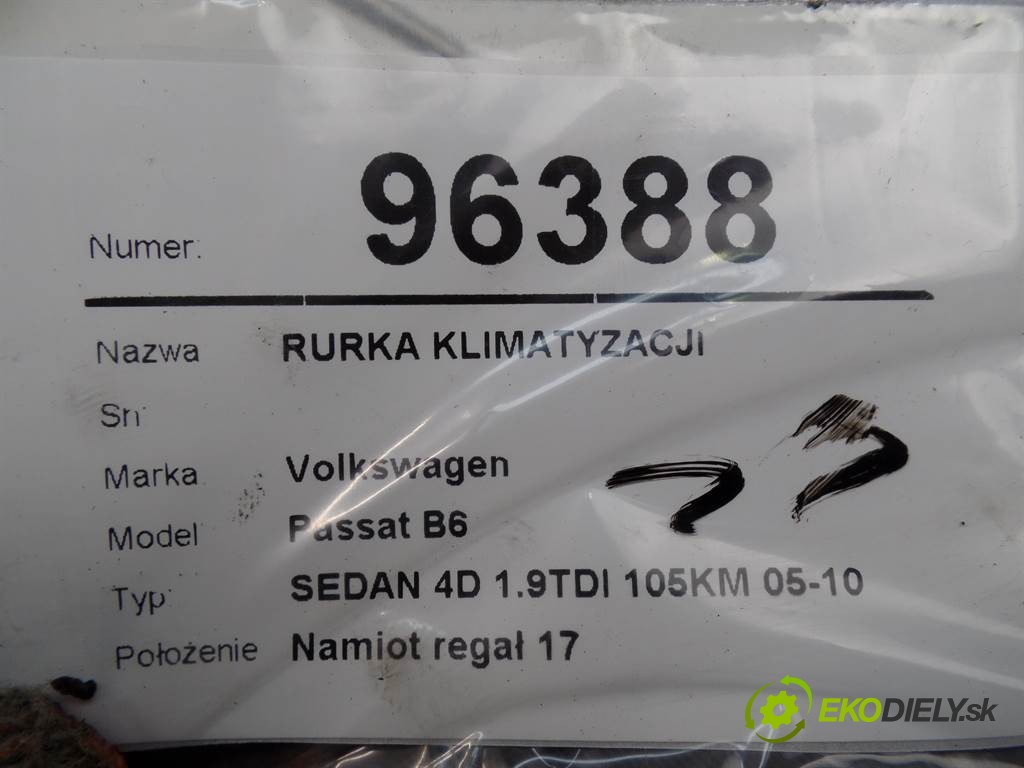 Numer: 96388
Nazwa RURKA KLIMATYZACJI
Sn
Marka Volkswagen
Model Passat B6
Typ SEDAN 4D 1.9TDI 105KM 05-10
Położenie Namiot regał 17
EKODIELY.sk